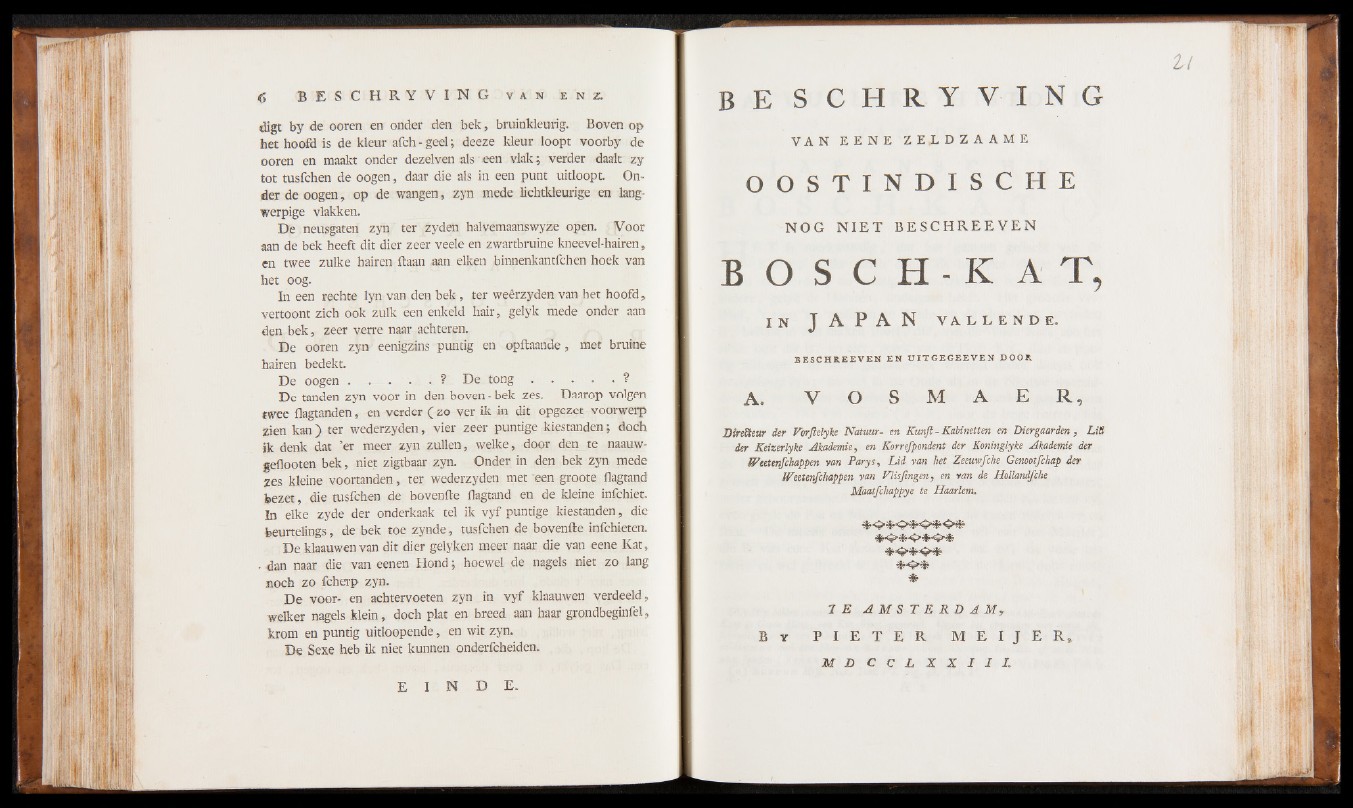 6 BESCHRYVING VAN ENZ.
digt by de ooren en onder den bek, bruinkleurig. Boven op
het hoofd is de kleur aſch-geel; deeze kleur loopt voorby de
ooren en maakt onder dezelven als een vlak; verder daalt zy
tot tusſchen de oogen, daar die als in een punt uitloopt. On-
der de oogen, op de wangen, zyn mede lichtkleurige en lang-
werpige vlakken.
De neusgaten zyn ter zyden halvemaanswyze open. Voor
aan de bek heeft dit dier zeer veele en zwartbruine kneevel-hairen,
en twee zulke hairen ſtaan aan elken binnenkantſchen hoek van
het oog.
In een rechte lyn van den bek, ter weêrzyden van het hoofd,
vertoont zich ook zulk een enkeld hair, gelyk mede onder aan
den bek, zeer verre naar achteren.
De ooren zyn eenigzins puntig en opſtaande, met bruine
hairen bedekt.
De oogen . . . . . ? De tong . . . . . ?
De tanden zyn voor in den boven-bek zes. Daarop volgen
twee ſlagtanden, en verder (zo ver ik in dit opgezet voorwerp
zien kan) ter wederzyden, vier zeer puntige kiestanden; doch
ik denk dat 'er meer zyn zullen, welke, door den te naauw-
geſlooten bek, niet zigtbaar zyn. Onder in den bek zyn mede
zes kleine voortanden, ter wederzyden met een groote ſlagtand
bezet, die tusſchen de bovenſte ſlagtand en de kleine inſchiet.
In elke zyde der onderkaak tel ik vyf puntige kiestanden, die
beurtelings, de bek toe zynde, tusſchen de bovenſte inſchieten.
De klaauwen van dit dier gelyken meer naar die van eene Kat,
dan naar die van eenen Hond; hoewel de nagels niet zo lang
noch zo ſcherp zyn.
De voor- en achtervoeten zyn in vyf klaauwen verdeeld,
welker nagels klein, doch plat en breed aan haar grondbeginſel,
krom en puntig uitloopende, en wit zyn.
De Sexe heb ik niet kunnen onderſcheiden.
EINDE.
21
BESCHRYVING
VAN EENE ZELDZAAME
OOSTINDISCHE
NOG NIET BESCHREEVEN
BOSCH-KAT,
IN JAPAN VALLENDE.
BESCHREEVEN EN UITGEGEEVEN DOOR
A. VOSMAER,
Directeur der Vorſtelyke Natuur- en Kunſt-Kabinetten en Diergaarden, Lid
der Keizerlyke Akademie, en Korreſpondent der Koninglyke Akademie der
Weetenſchappen van Parys, Lid van het Zeeuwſche Genootſchap der
Weetenſchappen van Vlisſingen, en van de Hollandſche
Maatſchappye te Haarlem.
TE AMSTERDAM,
By PIETER MEIJER,
MDCCLXXIII.